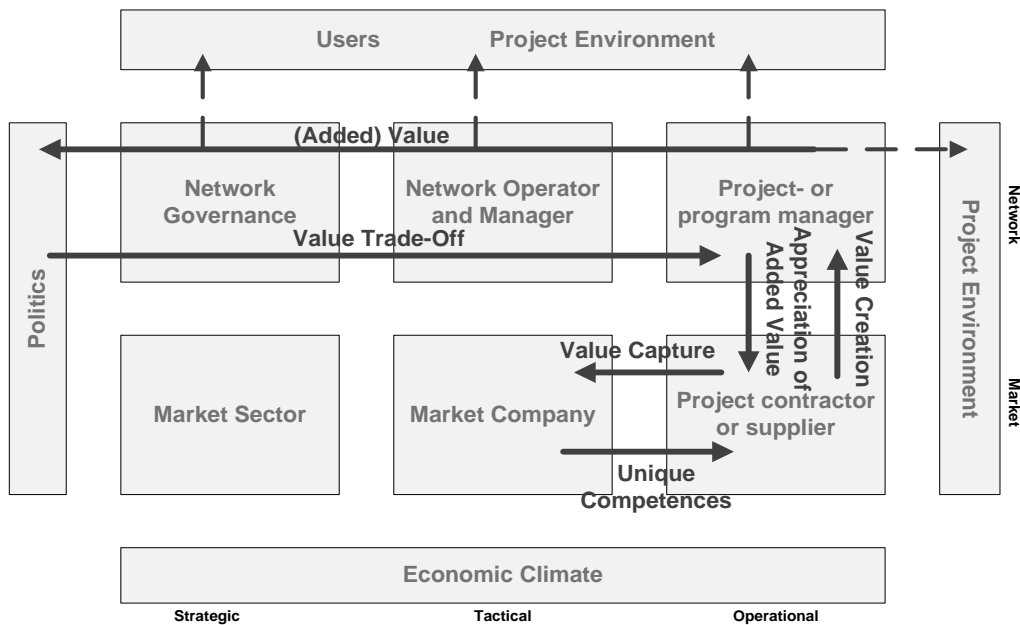 Users
Project Environment
(Added) Value
Network
Governance
Network Operator
and Manager
Project- or
program manager
Value Trade-Off
Politics
Appreciation of
Added Value
Value Creation
Project Environment
Network
Market
Value Capture
Market Sector
Market Company
Project contractor
or supplier
Unique
Competences
Economic Climate
Strategic
Tactical
Operational